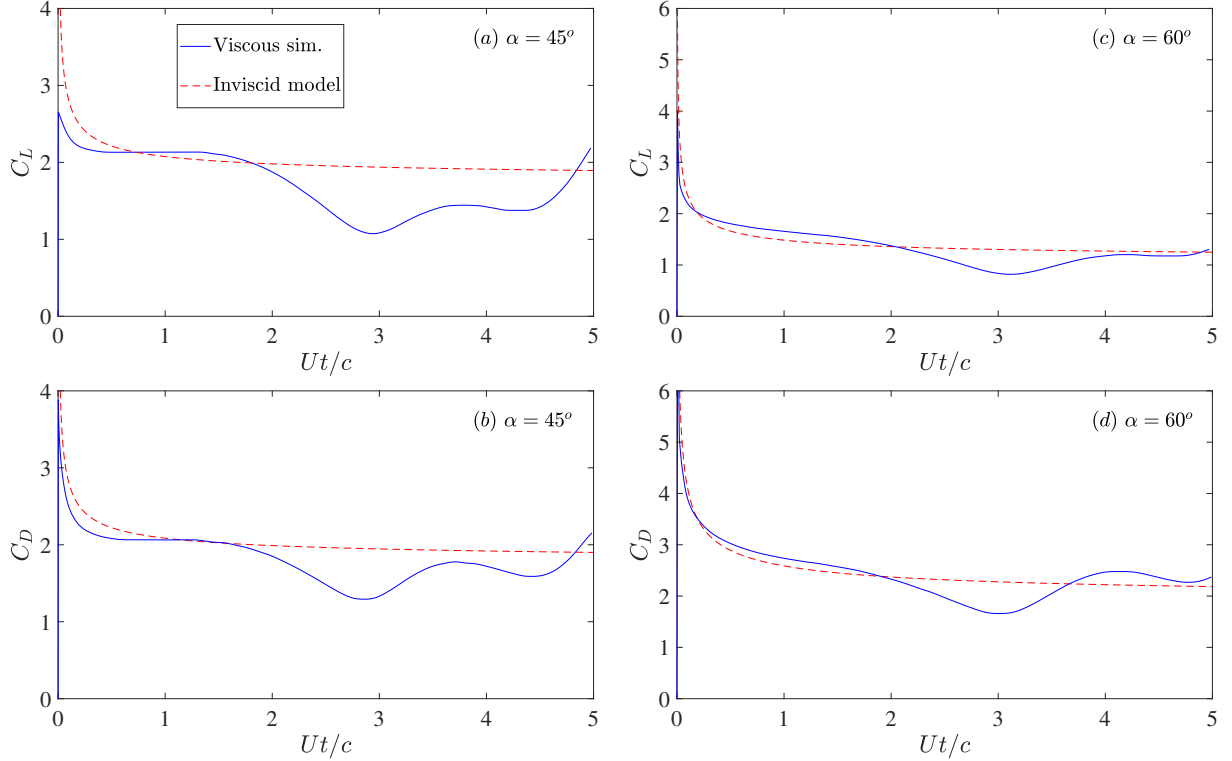 4
3
2
1
0
C_L
Viscous sim.
Inviscid model
(a) α = 45^o
0 1 2 3 4 5
Ut/c
6
5
4
3
2
1
0
C_L
(c) α = 60^o
0 1 2 3 4 5
Ut/c
4
3
2
1
0
C_D
(b) α = 45^o
0 1 2 3 4 5
Ut/c
6
5
4
3
2
1
0
C_D
(d) α = 60^o
0 1 2 3 4 5
Ut/c